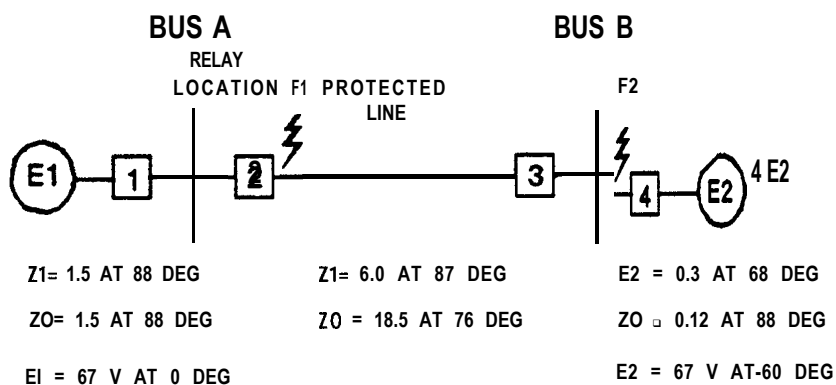 BUS A
BUS B
RELAY
LOCATION F1 PROTECTED
LINE
F2
E1
1
2
3
4
E2
4 E2
Z1= 1.5 AT 88 DEG
Z1= 6.0 AT 87 DEG
E2 = 0.3 AT 68 DEG
ZO= 1.5 AT 88 DEG
ZO = 18.5 AT 76 DEG
ZO □ 0.12 AT 88 DEG
EI = 67 V AT 0 DEG
E2 = 67 V AT-60 DEG